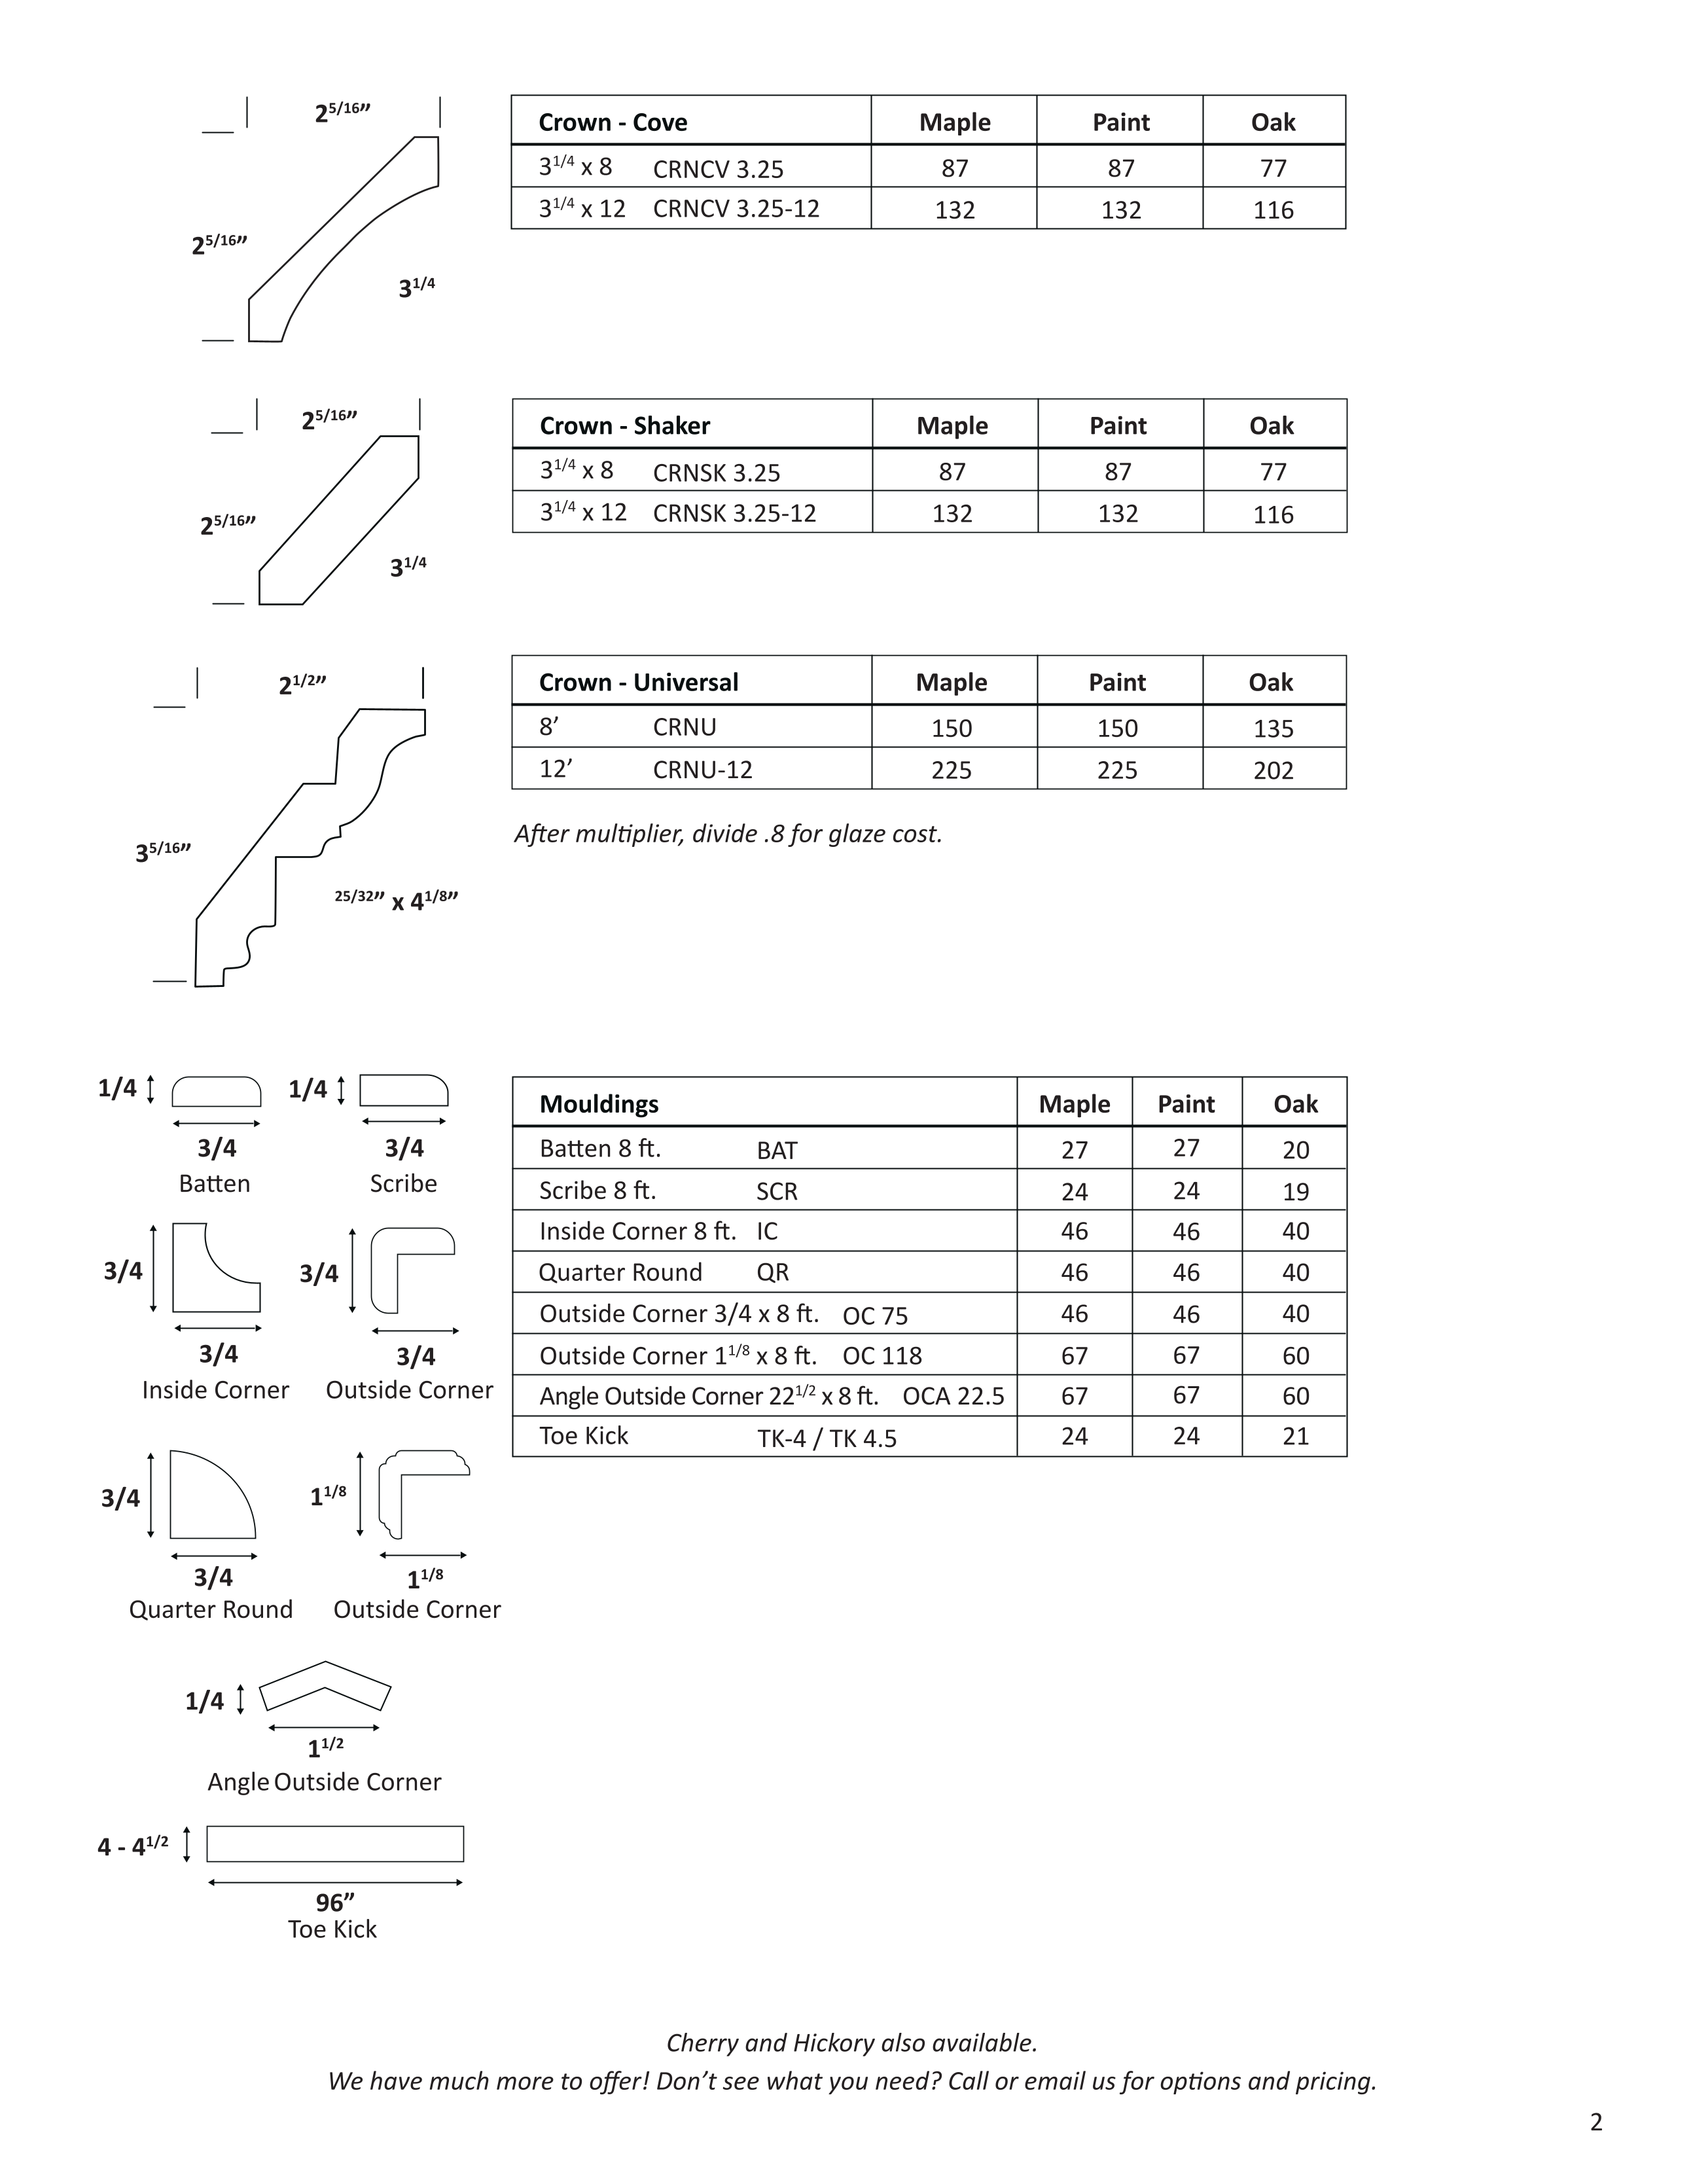 2 5/16”
2 5/16”
3 1/4
Crown - Cove Maple Paint Oak
3 1/4 x 8 CRNCV 3.25 87 87 77
3 1/4 x 12 CRNCV 3.25-12 132 132 116
2 5/16”
2 5/16”
3 1/4
Crown - Shaker Maple Paint Oak
3 1/4 x 8 CRNSK 3.25 87 87 77
3 1/4 x 12 CRNSK 3.25-12 132 132 116
2 1/2”
3 5/16”
25/32” x 4 1/8”
Crown - Universal Maple Paint Oak
8’ CRNU 150 150 135
12’ CRNU-12 225 225 202
After multiplier, divide .8 for glaze cost.
1/4 1/4
3/4 3/4
Batten Scribe
3/4 3/4
3/4 3/4
Inside Corner Outside Corner
3/4 1 1/8
3/4 1 1/8
Quarter Round Outside Corner
1/4
1 1/2
Angle Outside Corner
4 - 4 1/2
96”
Toe Kick
Mouldings Maple Paint Oak
Batten 8 ft. BAT 27 27 20
Scribe 8 ft. SCR 24 24 19
Inside Corner 8 ft. IC 46 46 40
Quarter Round QR 46 46 40
Outside Corner 3/4 x 8 ft. OC 75 46 46 40
Outside Corner 1 1/8 x 8 ft. OC 118 67 67 60
Angle Outside Corner 22 1/2 x 8 ft. OCA 22.5 67 67 60
Toe Kick TK-4 / TK 4.5 24 24 21
Cherry and Hickory also available.
We have much more to offer! Don’t see what you need? Call or email us for options and pricing.
2